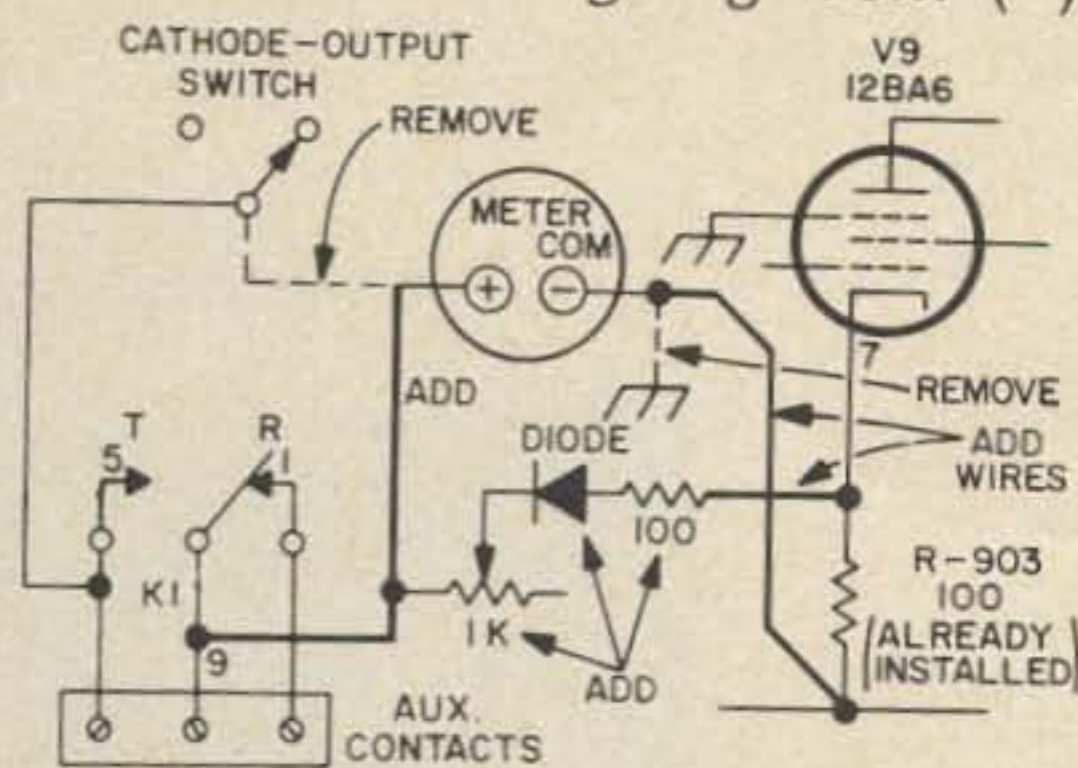 CATHODE-OUTPUT
SWITCH
REMOVE
V9
12BA6
METER
COM
+
−
7
REMOVE
ADD
ADD
WIRES
T
R
5
1
DIODE
100
K1
1K
R-903
100
(ALREADY
INSTALLED)
9
ADD
AUX.
CONTACTS